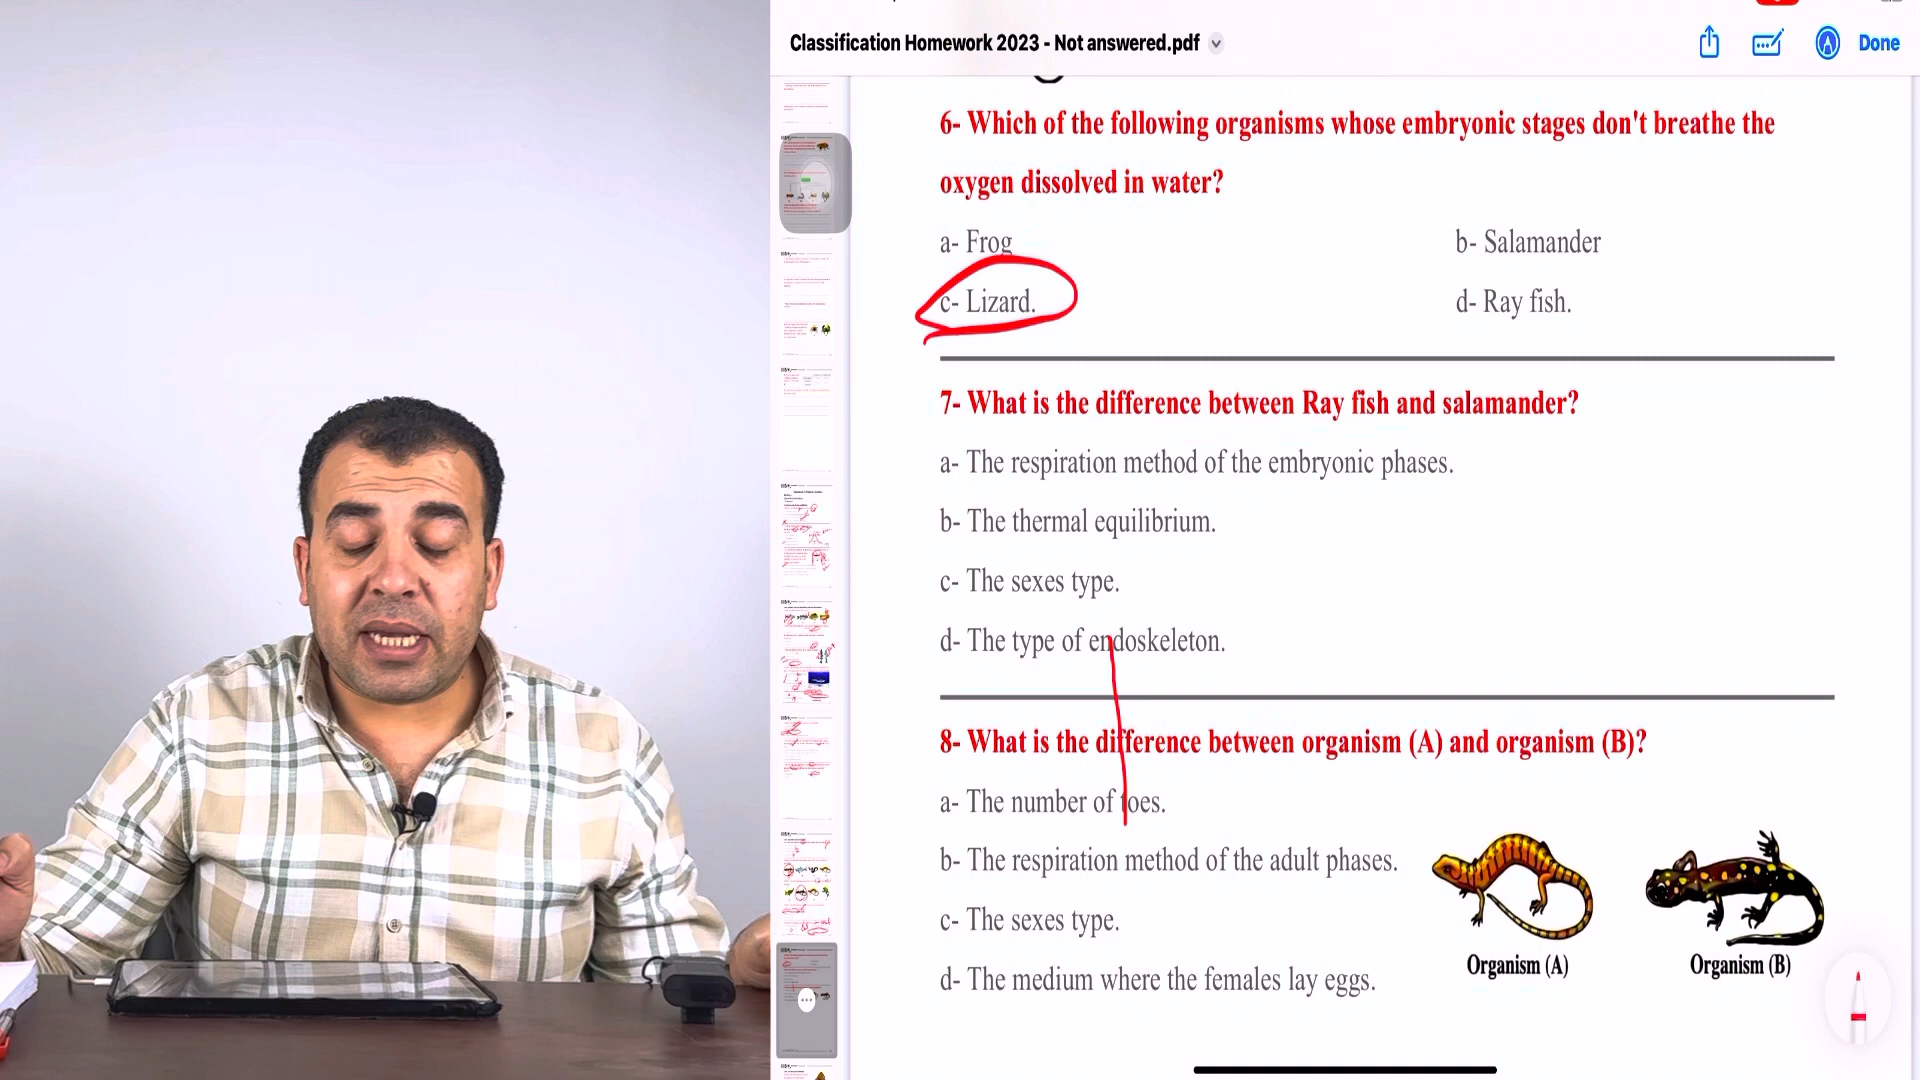 Classification Homework 2023 - Not answered.pdf
Done
6- Which of the following organisms whose embryonic stages don't breathe the
oxygen dissolved in water?
a- Frog
b- Salamander
c- Lizard.
d- Ray fish.
7- What is the difference between Ray fish and salamander?
a- The respiration method of the embryonic phases.
b- The thermal equilibrium.
c- The sexes type.
d- The type of endoskeleton.
8- What is the difference between organism (A) and organism (B)?
a- The number of toes.
b- The respiration method of the adult phases.
c- The sexes type.
d- The medium where the females lay eggs.
Organism (A)
Organism (B)